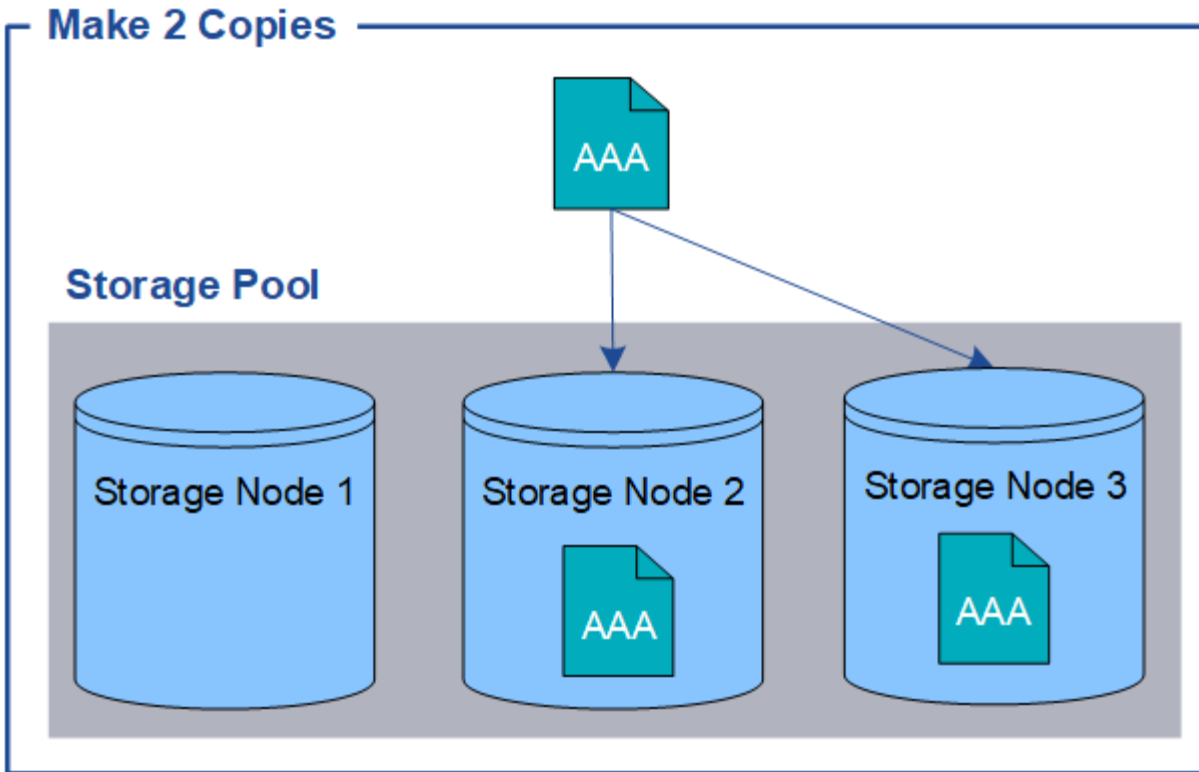 Make 2 Copies
AAA
Storage Pool
Storage Node 1
Storage Node 2
Storage Node 3
AAA
AAA